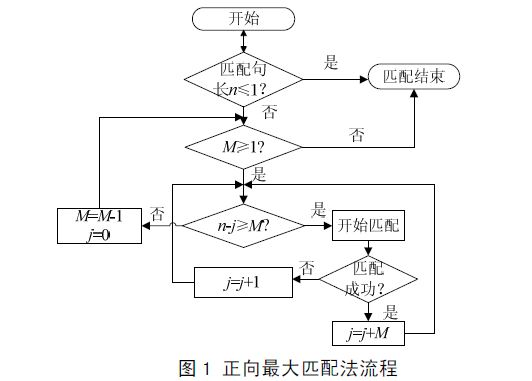 开始
匹配句
长n≤1?
是
匹配结束
否
M≥1?
否
是
M=M-1
j=0
否
n-j≥M?
是
开始匹配
j=j+1
否
匹配
成功?
是
j=j+M
图 1 正向最大匹配法流程